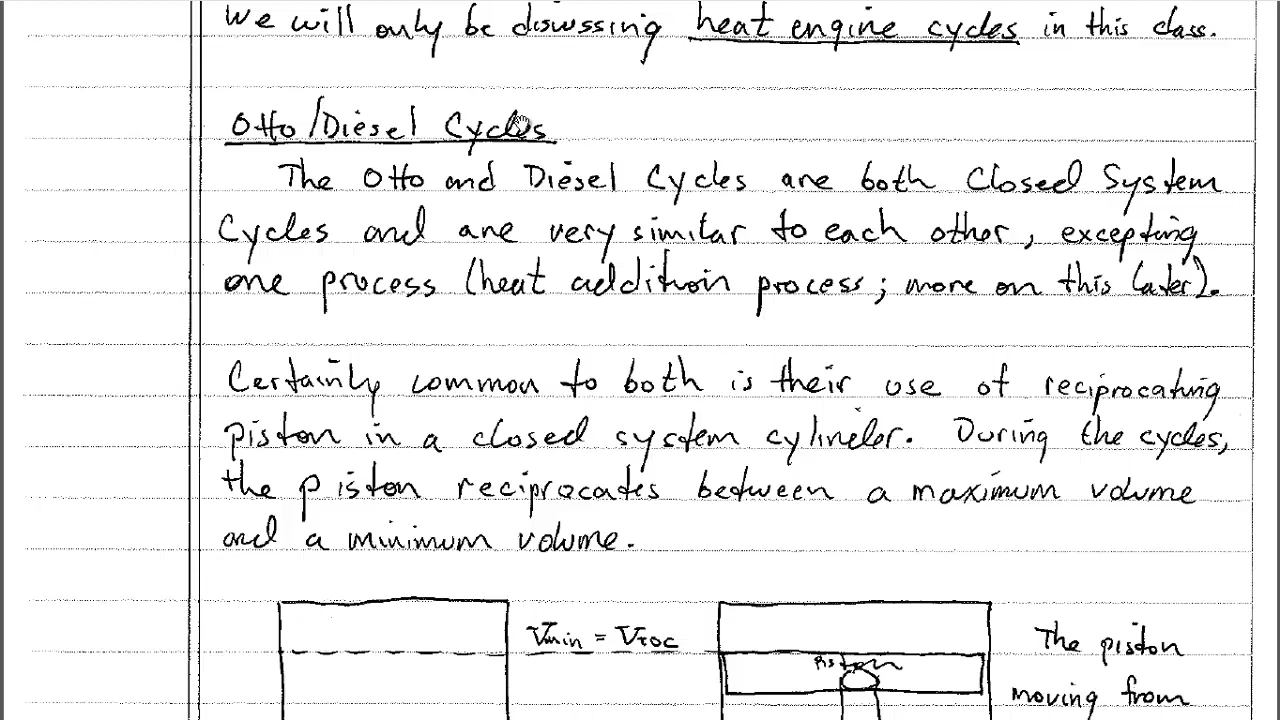 We will only be discussing heat engine cycles in this class.
Otto/Diesel Cycles
The Otto and Diesel Cycles are both Closed System
Cycles and are very similar to each other, excepting
one process (heat addition process; more on this later).
Certainly common to both is their use of reciprocating
piston in a closed system cylinder. During the cycles,
the piston reciprocates between a maximum volume
and a minimum volume.
Vmin = VTDC
piston
The piston
moving from